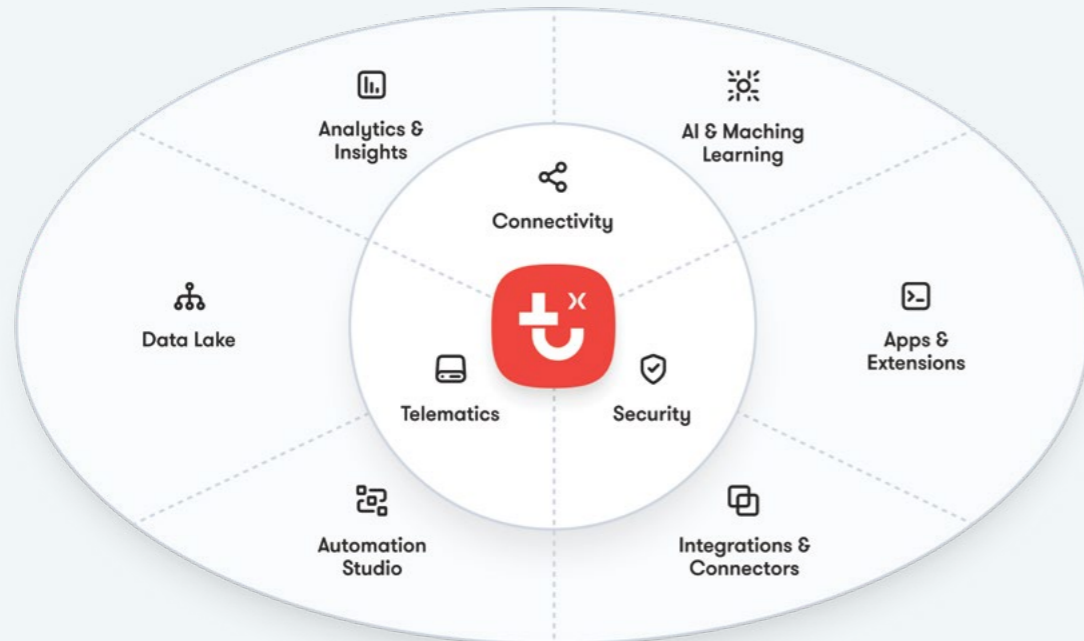 Analytics &
Insights
AI & Maching
Learning
Connectivity
Data Lake
Apps &
Extensions
Telematics
Security
Automation
Studio
Integrations &
Connectors